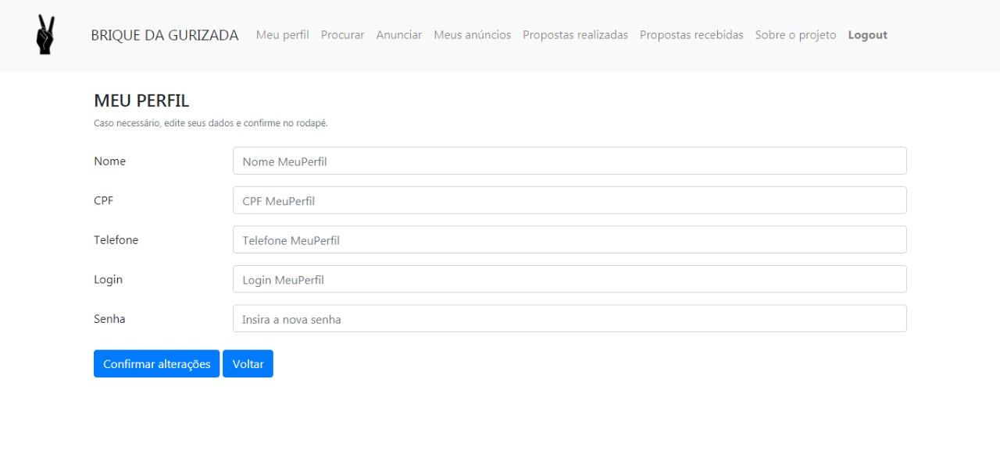 BRIQUE DA GURIZADA Meu perfil Procurar Anunciar Meus anúncios Propostas realizadas Propostas recebidas Sobre o projeto Logout
MEU PERFIL
Caso necessário, edite seus dados e confirme no rodapé.
Nome Nome MeuPerfil
CPF CPF MeuPerfil
Telefone Telefone MeuPerfil
Login Login MeuPerfil
Senha Insira a nova senha
Confirmar alterações Voltar